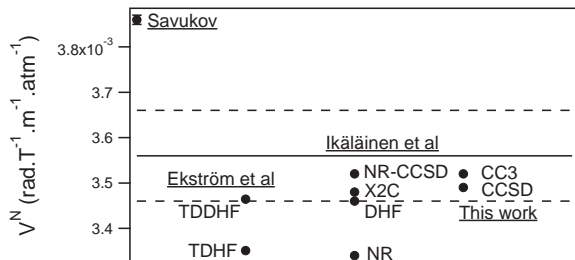 Savukov
3.8x10⁻³
3.7
Ikäläinen et al
3.6
NR-CCSD
CC3
Ekström et al
X2C
CCSD
3.5
TDDHF
DHF
This work
3.4
TDHF
NR
Vᴺ (rad.T⁻¹.m⁻¹.atm⁻¹)